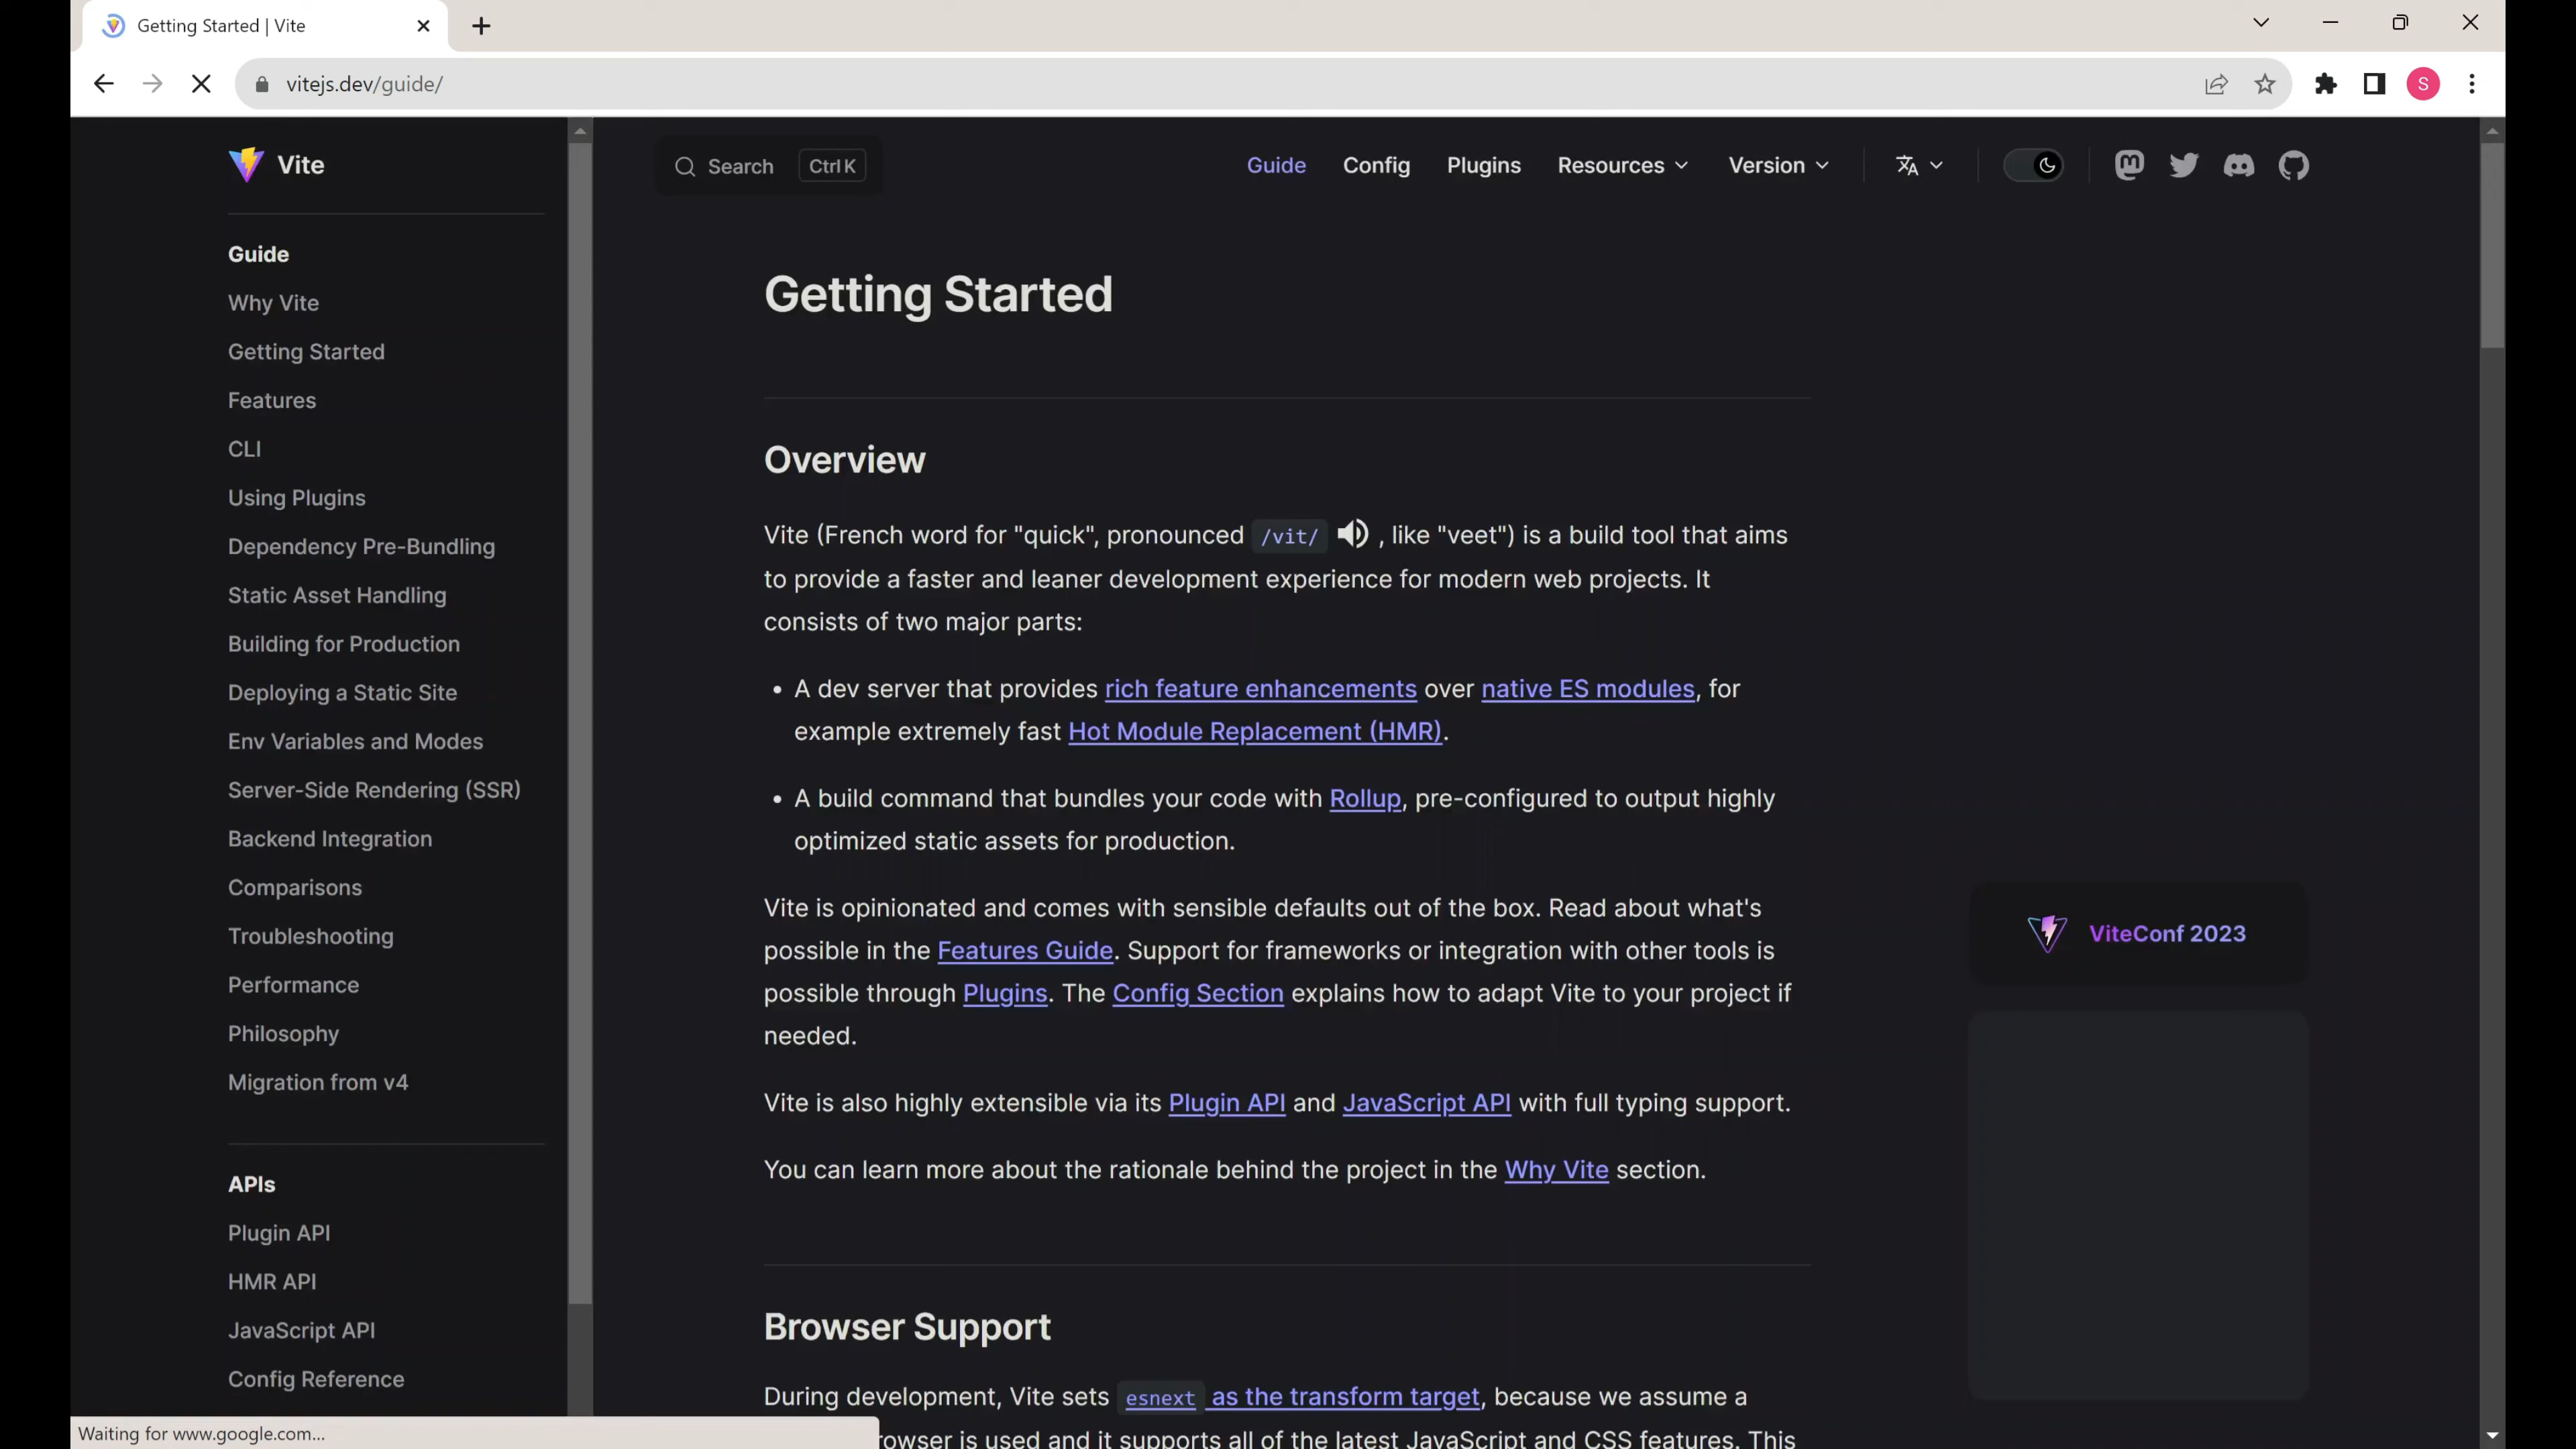 Getting Started | Vite
vitejs.dev/guide/
S
Vite
Search Ctrl K
Guide Config Plugins Resources Version
Guide
Why Vite
Getting Started
Features
CLI
Using Plugins
Dependency Pre-Bundling
Static Asset Handling
Building for Production
Deploying a Static Site
Env Variables and Modes
Server-Side Rendering (SSR)
Backend Integration
Comparisons
Troubleshooting
Performance
Philosophy
Migration from v4
APIs
Plugin API
HMR API
JavaScript API
Config Reference
Getting Started
Overview
Vite (French word for "quick", pronounced /vit/ , like "veet") is a build tool that aims
to provide a faster and leaner development experience for modern web projects. It
consists of two major parts:
• A dev server that provides rich feature enhancements over native ES modules, for
example extremely fast Hot Module Replacement (HMR).
• A build command that bundles your code with Rollup, pre-configured to output highly
optimized static assets for production.
Vite is opinionated and comes with sensible defaults out of the box. Read about what's
possible in the Features Guide. Support for frameworks or integration with other tools is
possible through Plugins. The Config Section explains how to adapt Vite to your project if
needed.
Vite is also highly extensible via its Plugin API and JavaScript API with full typing support.
You can learn more about the rationale behind the project in the Why Vite section.
Browser Support
During development, Vite sets esnext as the transform target, because we assume a
owser is used and it supports all of the latest JavaScript and CSS features. This
ViteConf 2023
Waiting for www.google.com...